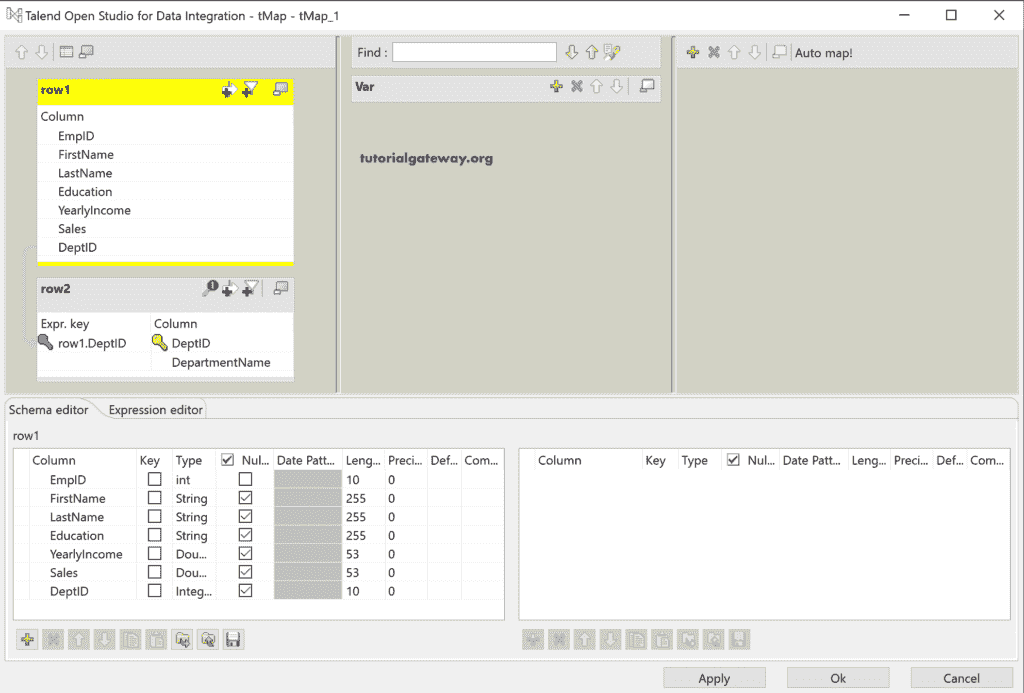 Talend Open Studio for Data Integration - tMap - tMap_1
Find :
Auto map!
row1
Column
EmpID
FirstName
LastName
Education
YearlyIncome
Sales
DeptID
row2
Expr. key Column
row1.DeptID DeptID
DepartmentName
Var
tutorialgateway.org
Schema editor Expression editor
row1
Column Key Type Nul... Date Patt... Leng... Preci... Def... Com...
EmpID int 10 0
FirstName String 255 0
LastName String 255 0
Education String 255 0
YearlyIncome Dou... 53 0
Sales Dou... 53 0
DeptID Integ... 10 0
Column Key Type Nul... Date Patt... Leng... Preci... Def... Com...
Apply Ok Cancel